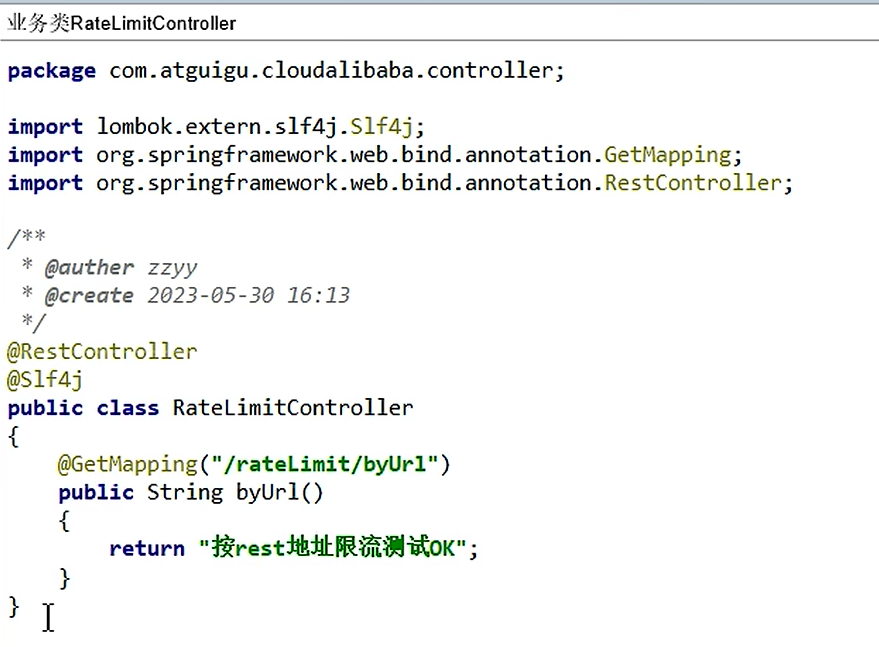 业务类RateLimitController
package com.atguigu.cloudalibaba.controller;
import lombok.extern.slf4j.Slf4j;
import org.springframework.web.bind.annotation.GetMapping;
import org.springframework.web.bind.annotation.RestController;
/**
 * @auther zzyy
 * @create 2023-05-30 16:13
 */
@RestController
@Slf4j
public class RateLimitController
{
    @GetMapping("/rateLimit/byUrl")
    public String byUrl()
    {
        return "按rest地址限流测试OK";
    }
}